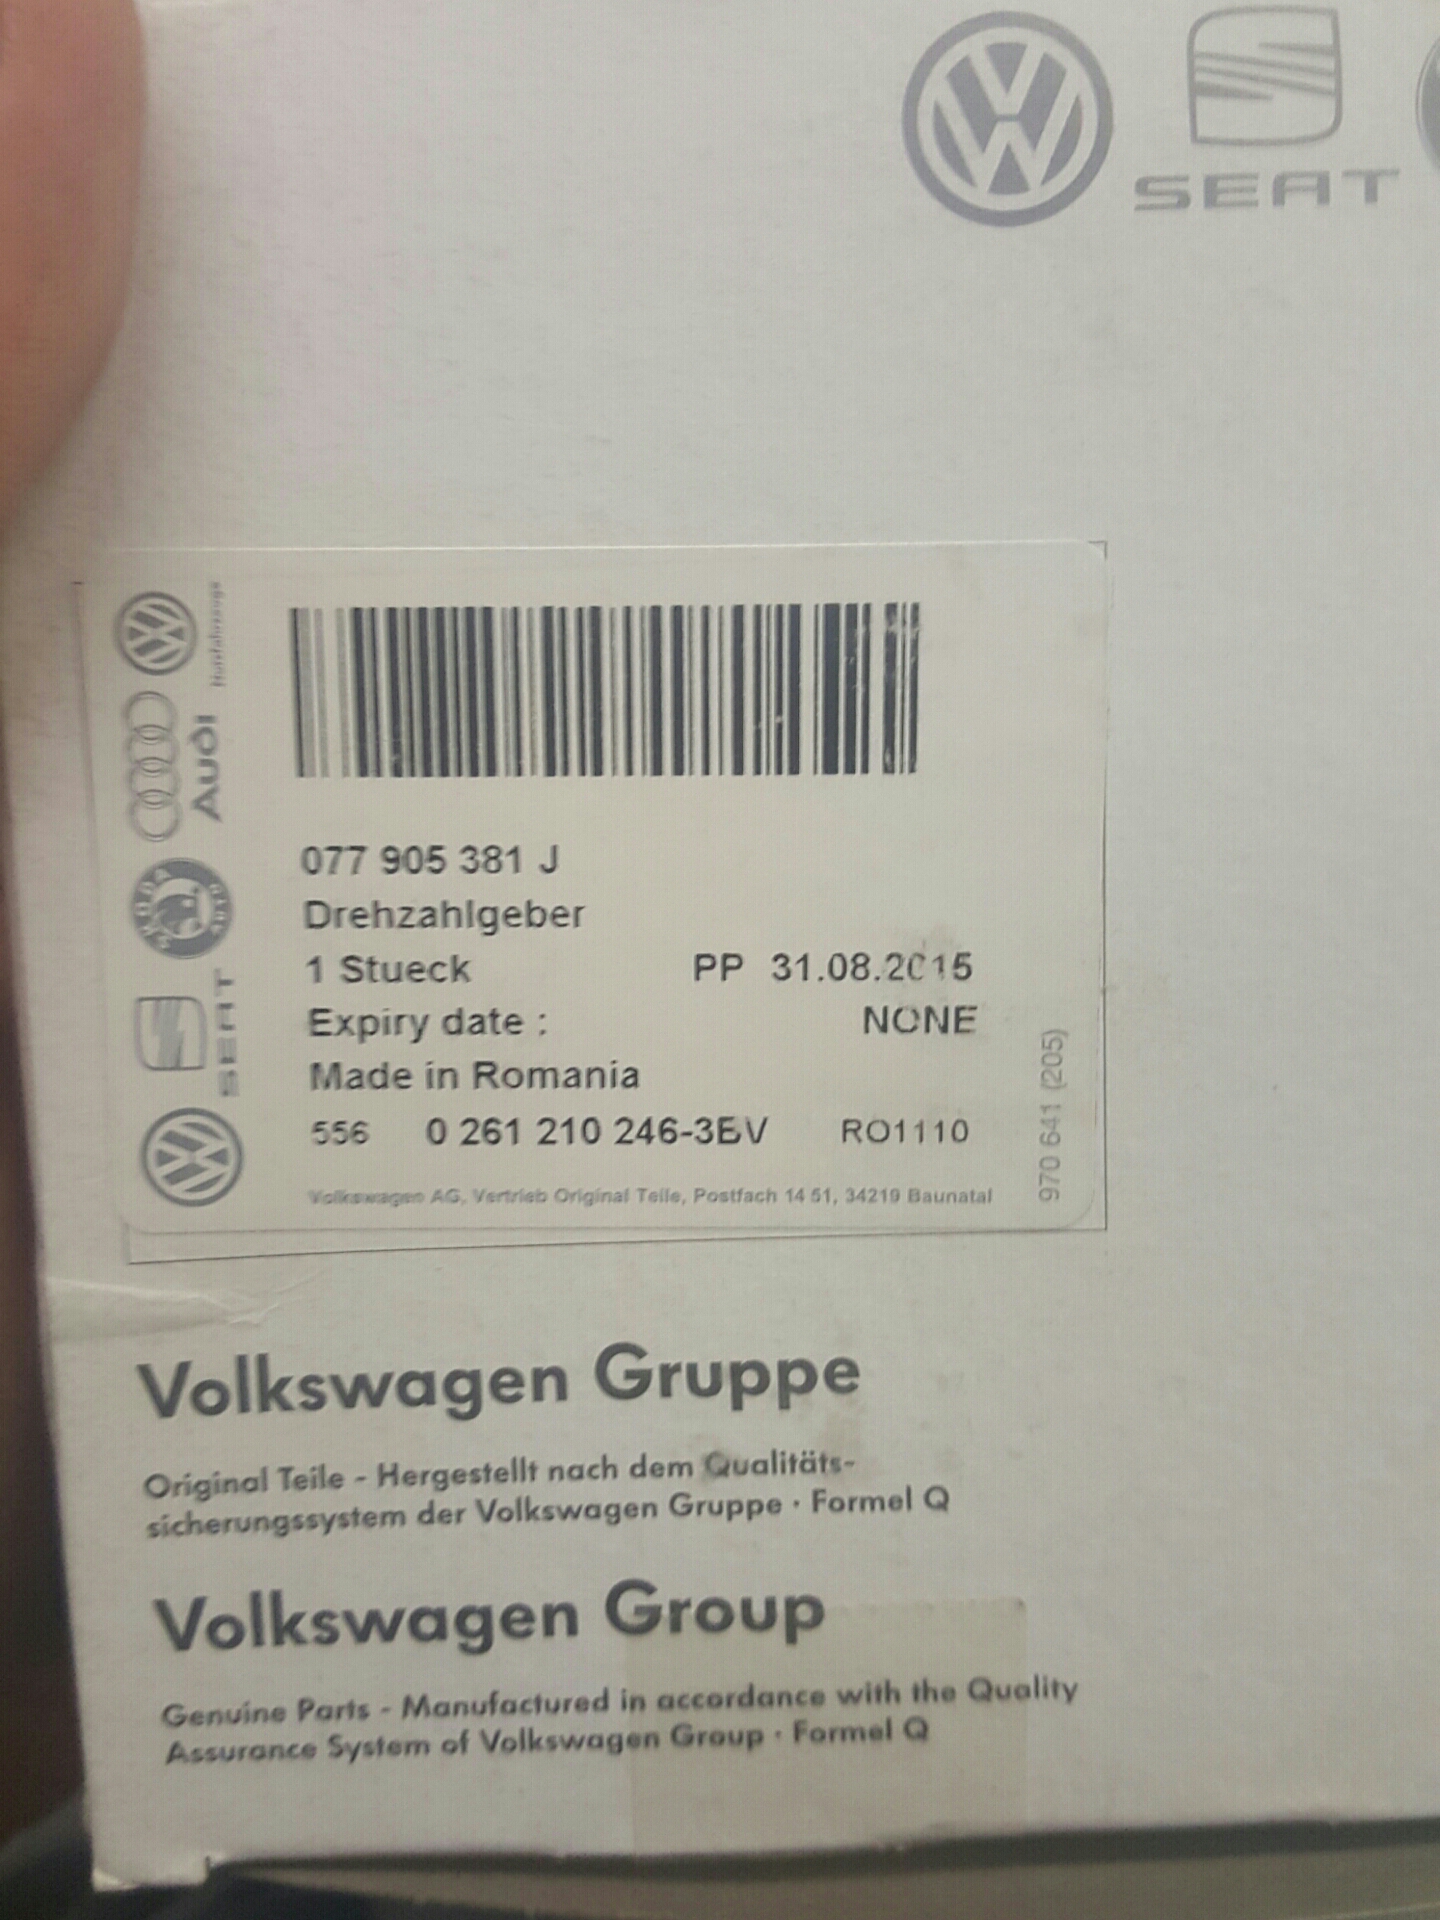 SEAT
Nutzfahrzeuge
AUDI
SKODA AUTO
SEAT
077 905 381 J
Drehzahlgeber
1 Stueck PP 31.08.2015
Expiry date : NONE
Made in Romania
556 0 261 210 246-3BV RO1110
Volkswagen AG, Vertrieb Original Teile, Postfach 14 51, 34219 Baunatal
970 641 (205)
Volkswagen Gruppe
Original Teile - Hergestellt nach dem Qualitäts-
sicherungssystem der Volkswagen Gruppe · Formel Q
Volkswagen Group
Genuine Parts - Manufactured in accordance with the Quality
Assurance System of Volkswagen Group · Formel Q